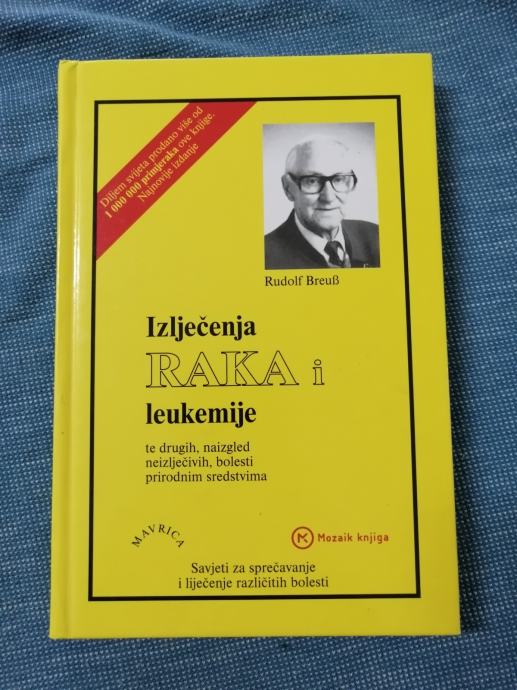 Diljem svijeta prodano više od
1 000 000 primjeraka ove knjige.
Najnovije izdanje
Rudolf Breuß
Izlječenja
RAKA i
leukemije
te drugih, naizgled
neizlječivih, bolesti
prirodnim sredstvima
MAVRICA
Mozaik knjiga
Savjeti za sprečavanje
i liječenje različitih bolesti